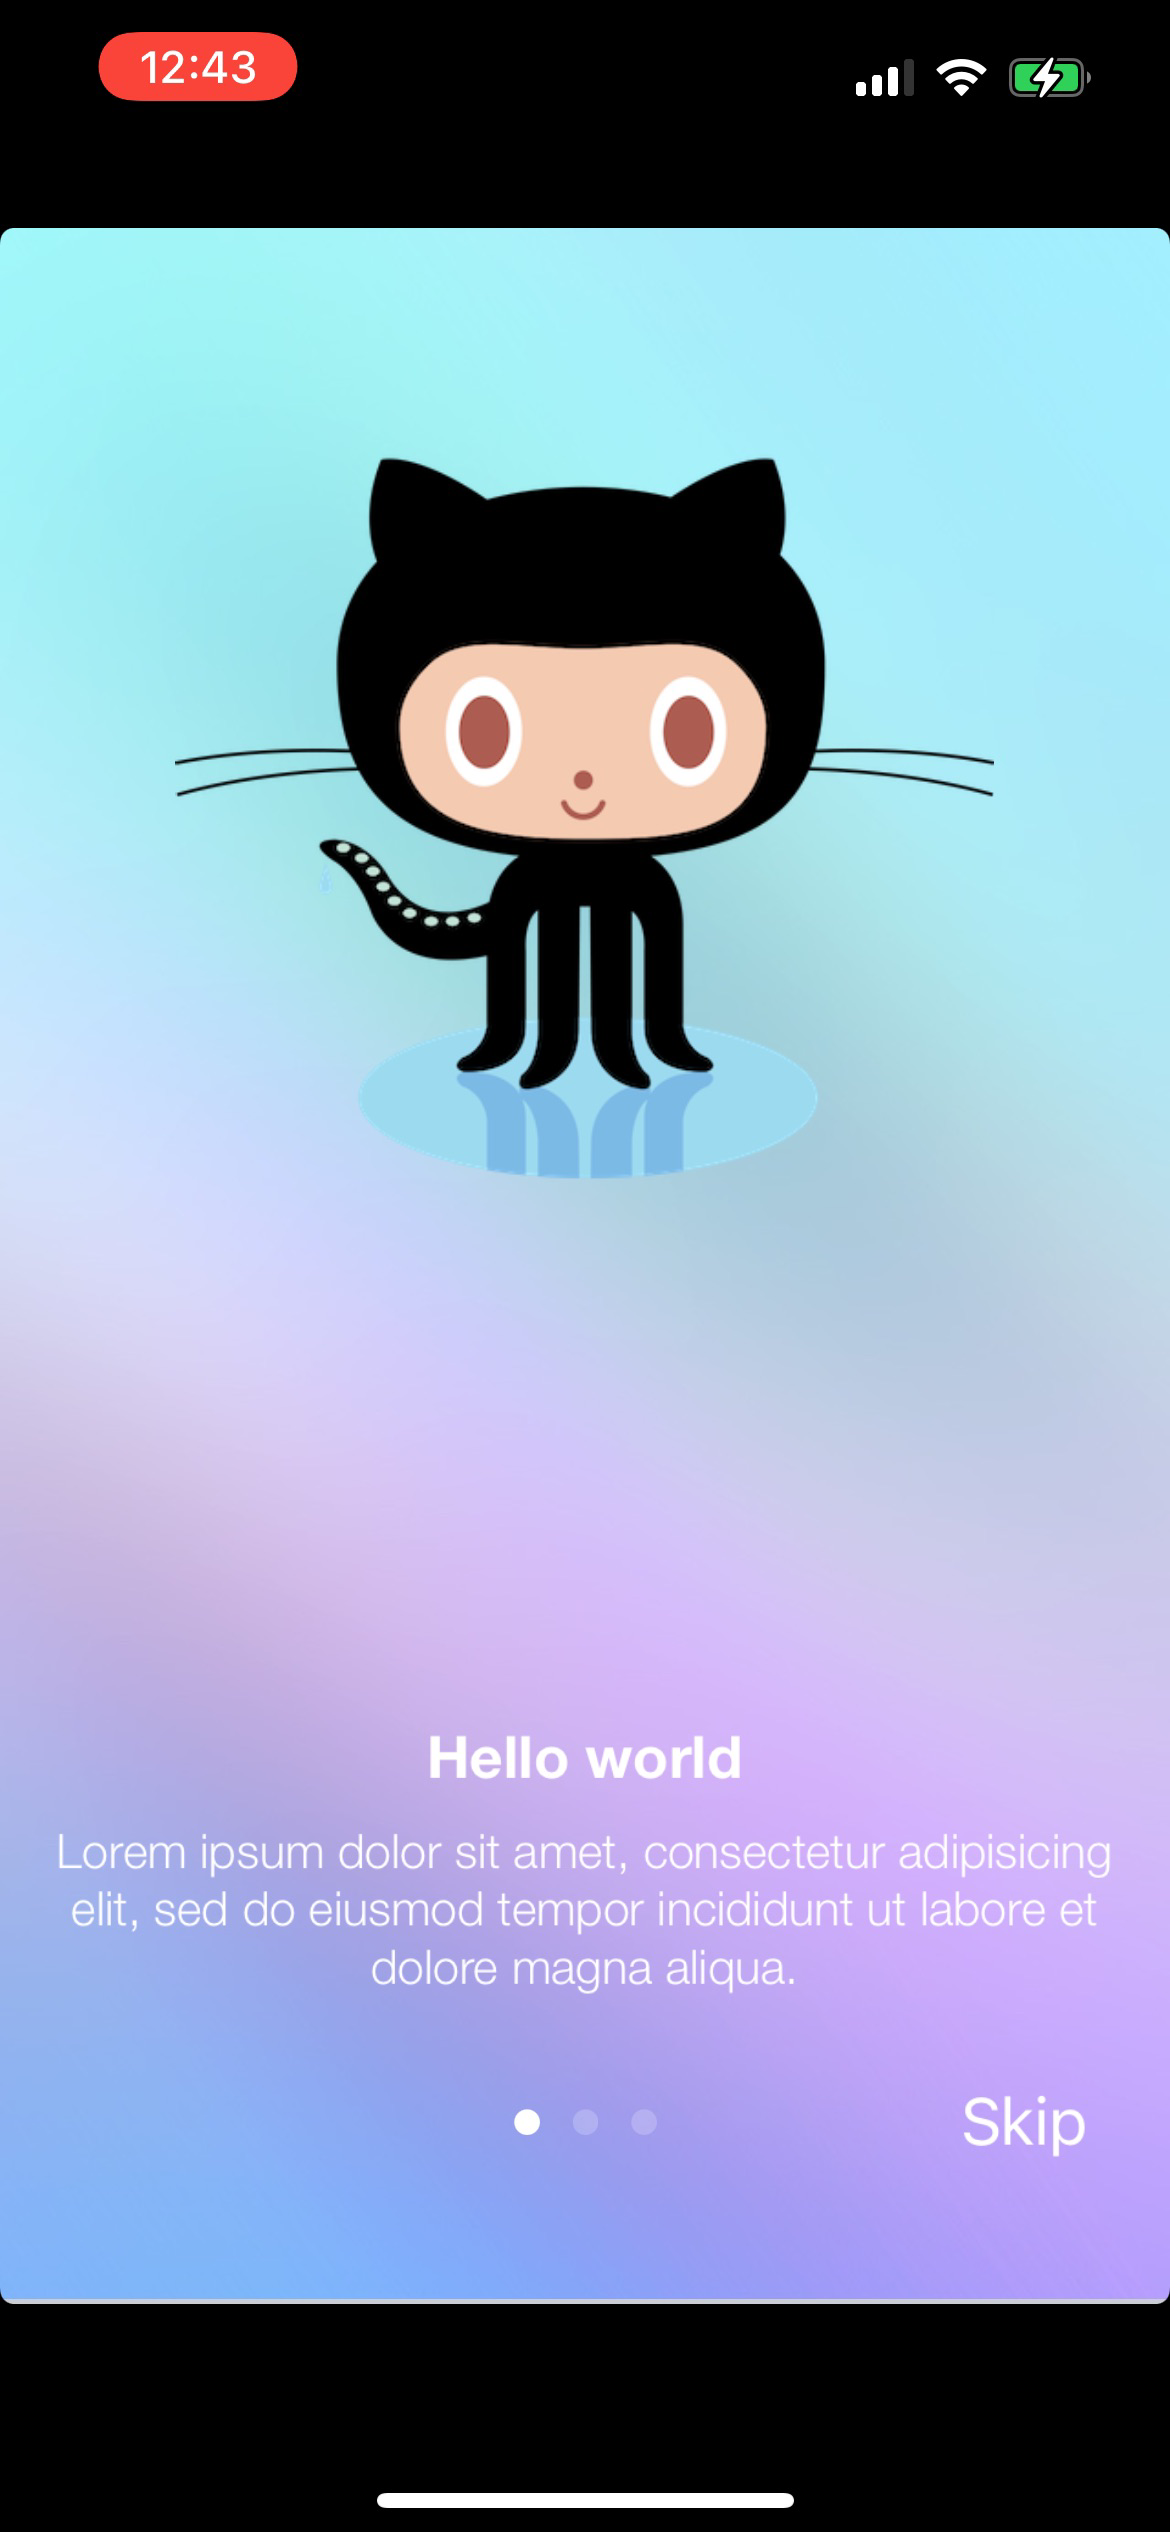 12:43
Hello world
Lorem ipsum dolor sit amet, consectetur adipisicing
elit, sed do eiusmod tempor incididunt ut labore et
dolore magna aliqua.
Skip